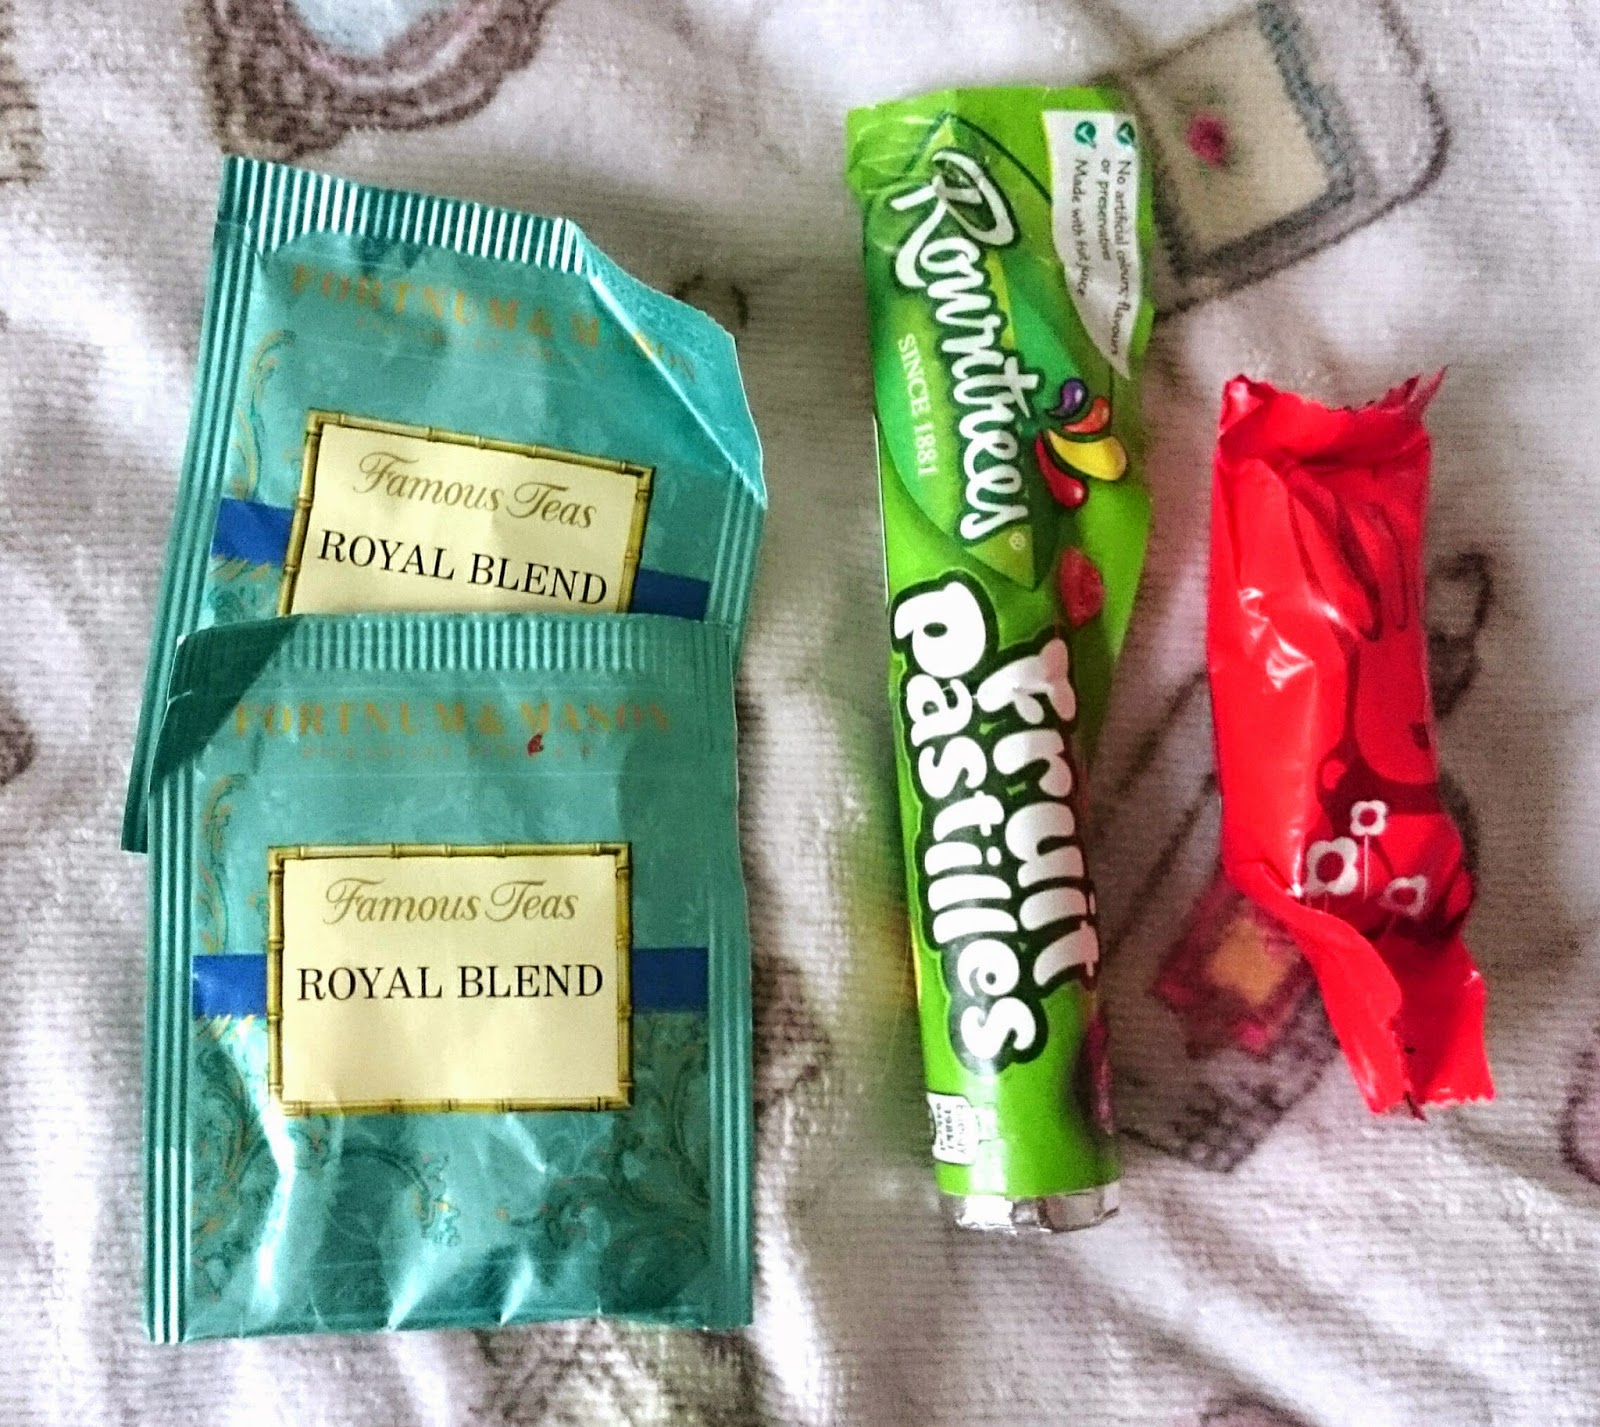 FORTNUM & MASON
Famous Teas
ROYAL BLEND
FORTNUM & MASON
Famous Teas
ROYAL BLEND
Rowntree's®
SINCE 1881
Fruit
Pastilles
No artificial colours, flavours
or preservatives
Made with fruit juice